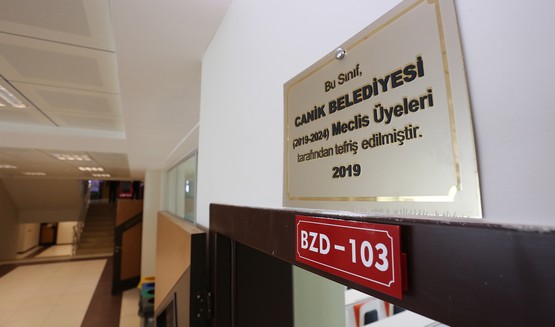 Bu Sınıf,
CANİK BELEDİYESİ
(2019-2024) Meclis Üyeleri
tarafından tefriş edilmiştir.
2019
BZD-103